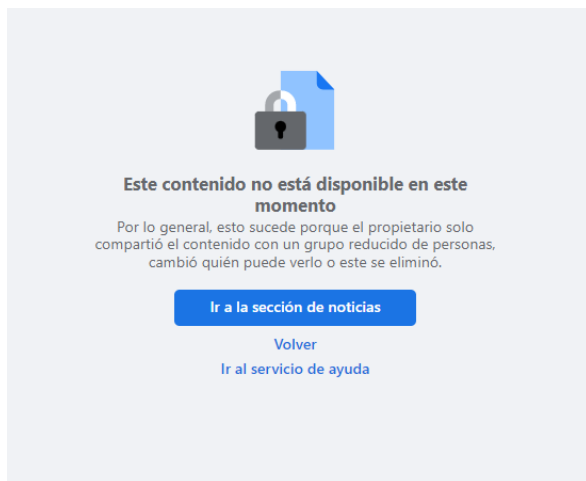 Este contenido no está disponible en este
momento
Por lo general, esto sucede porque el propietario solo
compartió el contenido con un grupo reducido de personas,
cambió quién puede verlo o este se eliminó.
Ir a la sección de noticias
Volver
Ir al servicio de ayuda